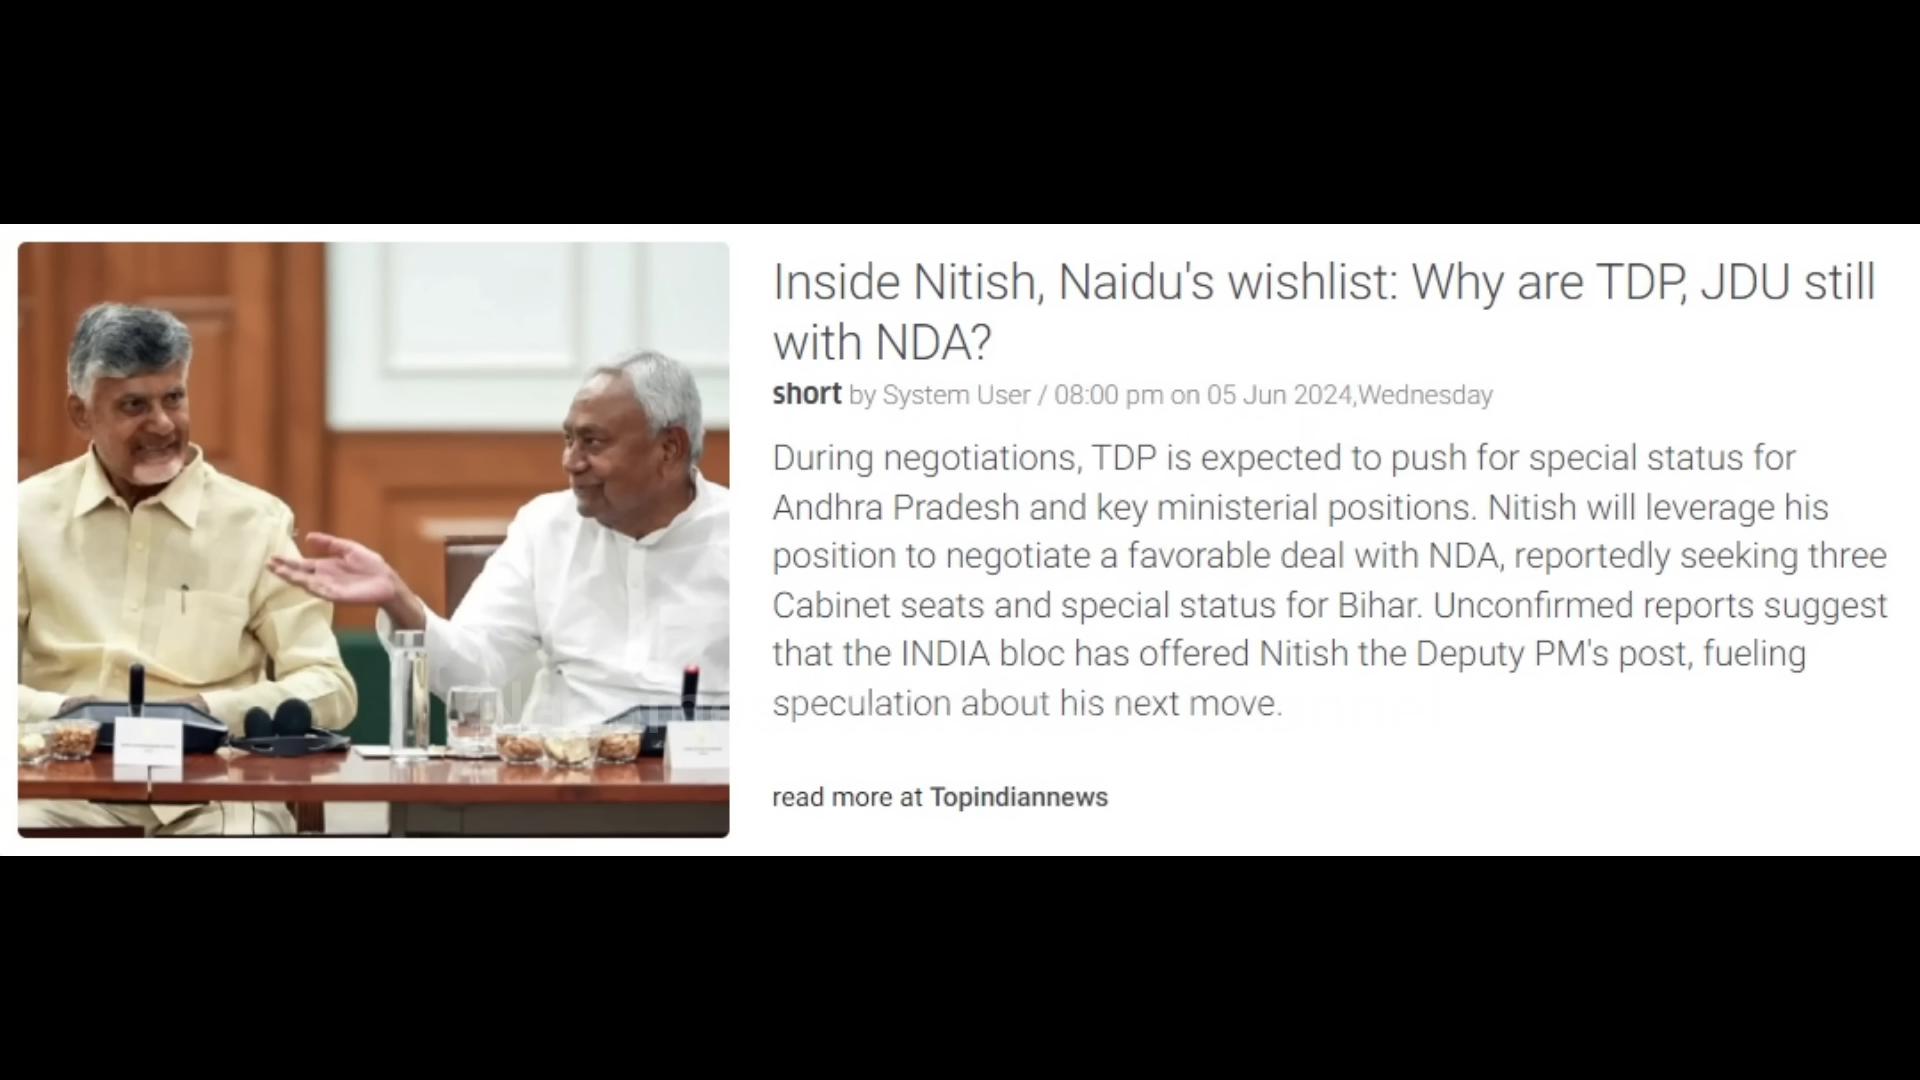 Inside Nitish, Naidu's wishlist: Why are TDP, JDU still
with NDA?
short by System User / 08:00 pm on 05 Jun 2024,Wednesday
During negotiations, TDP is expected to push for special status for
Andhra Pradesh and key ministerial positions. Nitish will leverage his
position to negotiate a favorable deal with NDA, reportedly seeking three
Cabinet seats and special status for Bihar. Unconfirmed reports suggest
that the INDIA bloc has offered Nitish the Deputy PM's post, fueling
speculation about his next move.
read more at Topindiannews